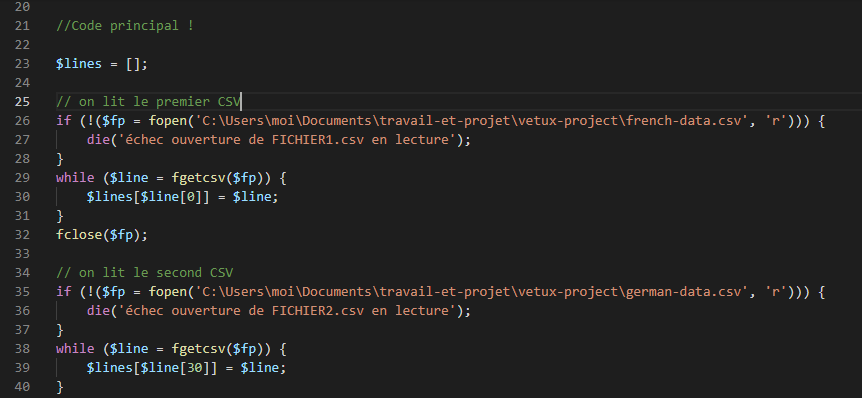 20
21 //Code principal !
22
23 $lines = [];
24
25 // on lit le premier CSV
26 if (!($fp = fopen('C:\Users\moi\Documents\travail-et-projet\vetux-project\french-data.csv', 'r'))) {
27     die('échec ouverture de FICHIER1.csv en lecture');
28 }
29 while ($line = fgetcsv($fp)) {
30     $lines[$line[0]] = $line;
31 }
32 fclose($fp);
33
34 // on lit le second CSV
35 if (!($fp = fopen('C:\Users\moi\Documents\travail-et-projet\vetux-project\german-data.csv', 'r'))) {
36     die('échec ouverture de FICHIER2.csv en lecture');
37 }
38 while ($line = fgetcsv($fp)) {
39     $lines[$line[30]] = $line;
40 }